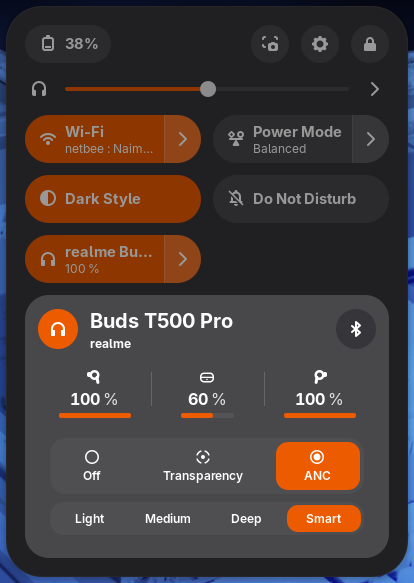 38%
Wi-Fi
netbee : Naim...
Power Mode
Balanced
Dark Style
Do Not Disturb
realme Bu...
100 %
Buds T500 Pro
realme
100 %
60 %
100 %
Off
Transparency
ANC
Light
Medium
Deep
Smart